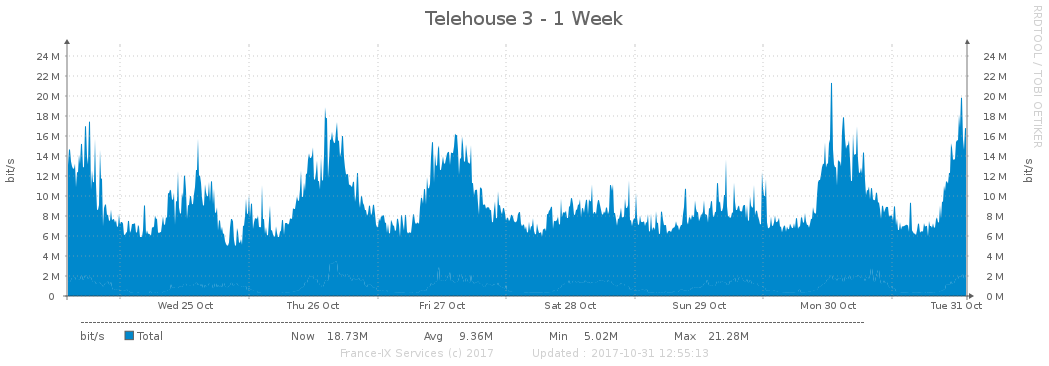 Telehouse 3 - 1 Week
RRDTOOL / TOBI OETIKER
bit/s
24 M 24 M
22 M 22 M
20 M 20 M
18 M 18 M
16 M 16 M
14 M 14 M
12 M 12 M
10 M 10 M
8 M 8 M
6 M 6 M
4 M 4 M
2 M 2 M
0 0 M
bit/s
Wed 25 Oct Thu 26 Oct Fri 27 Oct Sat 28 Oct Sun 29 Oct Mon 30 Oct Tue 31 Oct
bit/s Total Now 18.73M Avg 9.36M Min 5.02M Max 21.28M
France-IX Services (c) 2017 Updated : 2017-10-31 12:55:13